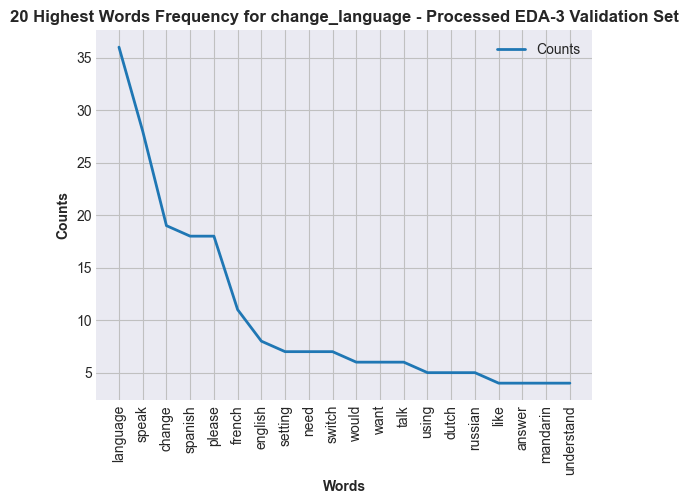 20 Highest Words Frequency for change_language - Processed EDA-3 Validation Set
Counts
35
30
25
20
15
10
5
Counts
language
speak
change
spanish
please
french
english
setting
need
switch
would
want
talk
using
dutch
russian
like
answer
mandarin
understand
Words